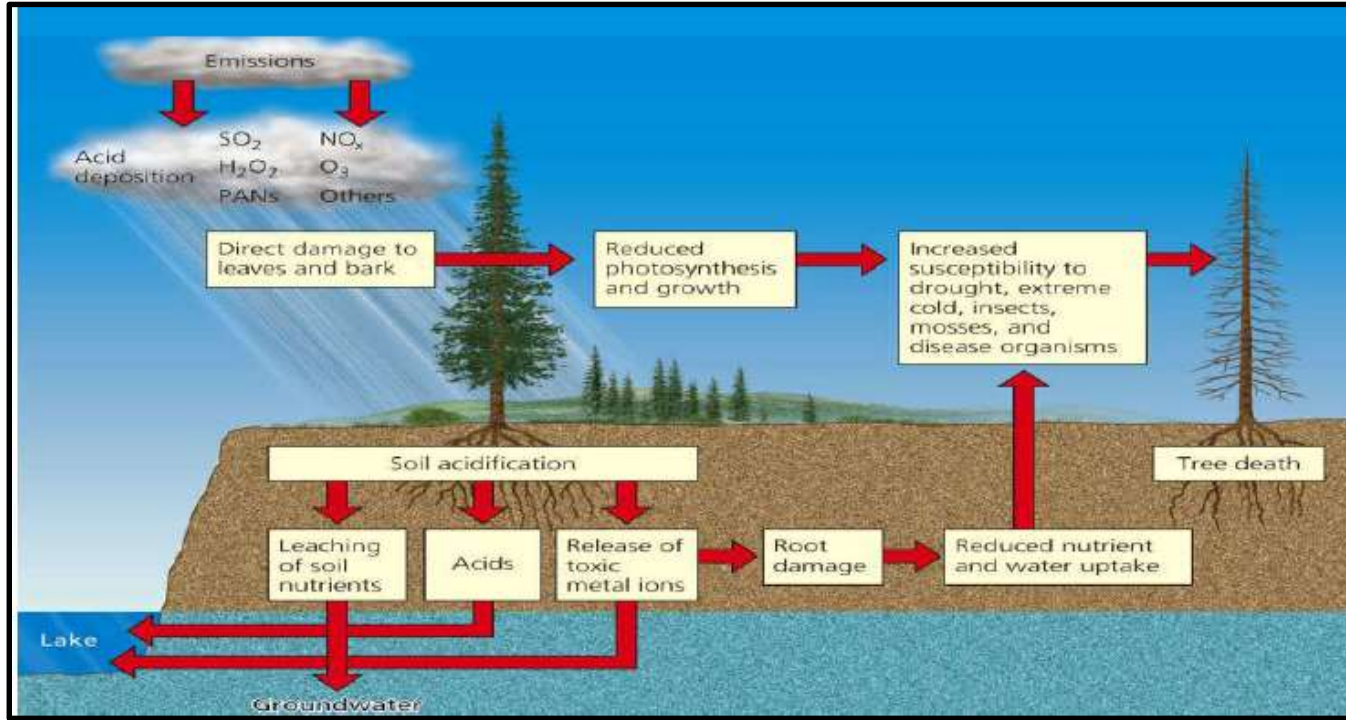 Emissions
Acid
deposition
SO₂ NOₓ
H₂O₂ O₃
PANs Others
Direct damage to
leaves and bark
Reduced
photosynthesis
and growth
Increased
susceptibility to
drought, extreme
cold, insects,
mosses, and
disease organisms
Soil acidification
Tree death
Leaching
of soil
nutrients
Acids
Release of
toxic
metal ions
Root
damage
Reduced nutrient
and water uptake
Lake
Groundwater